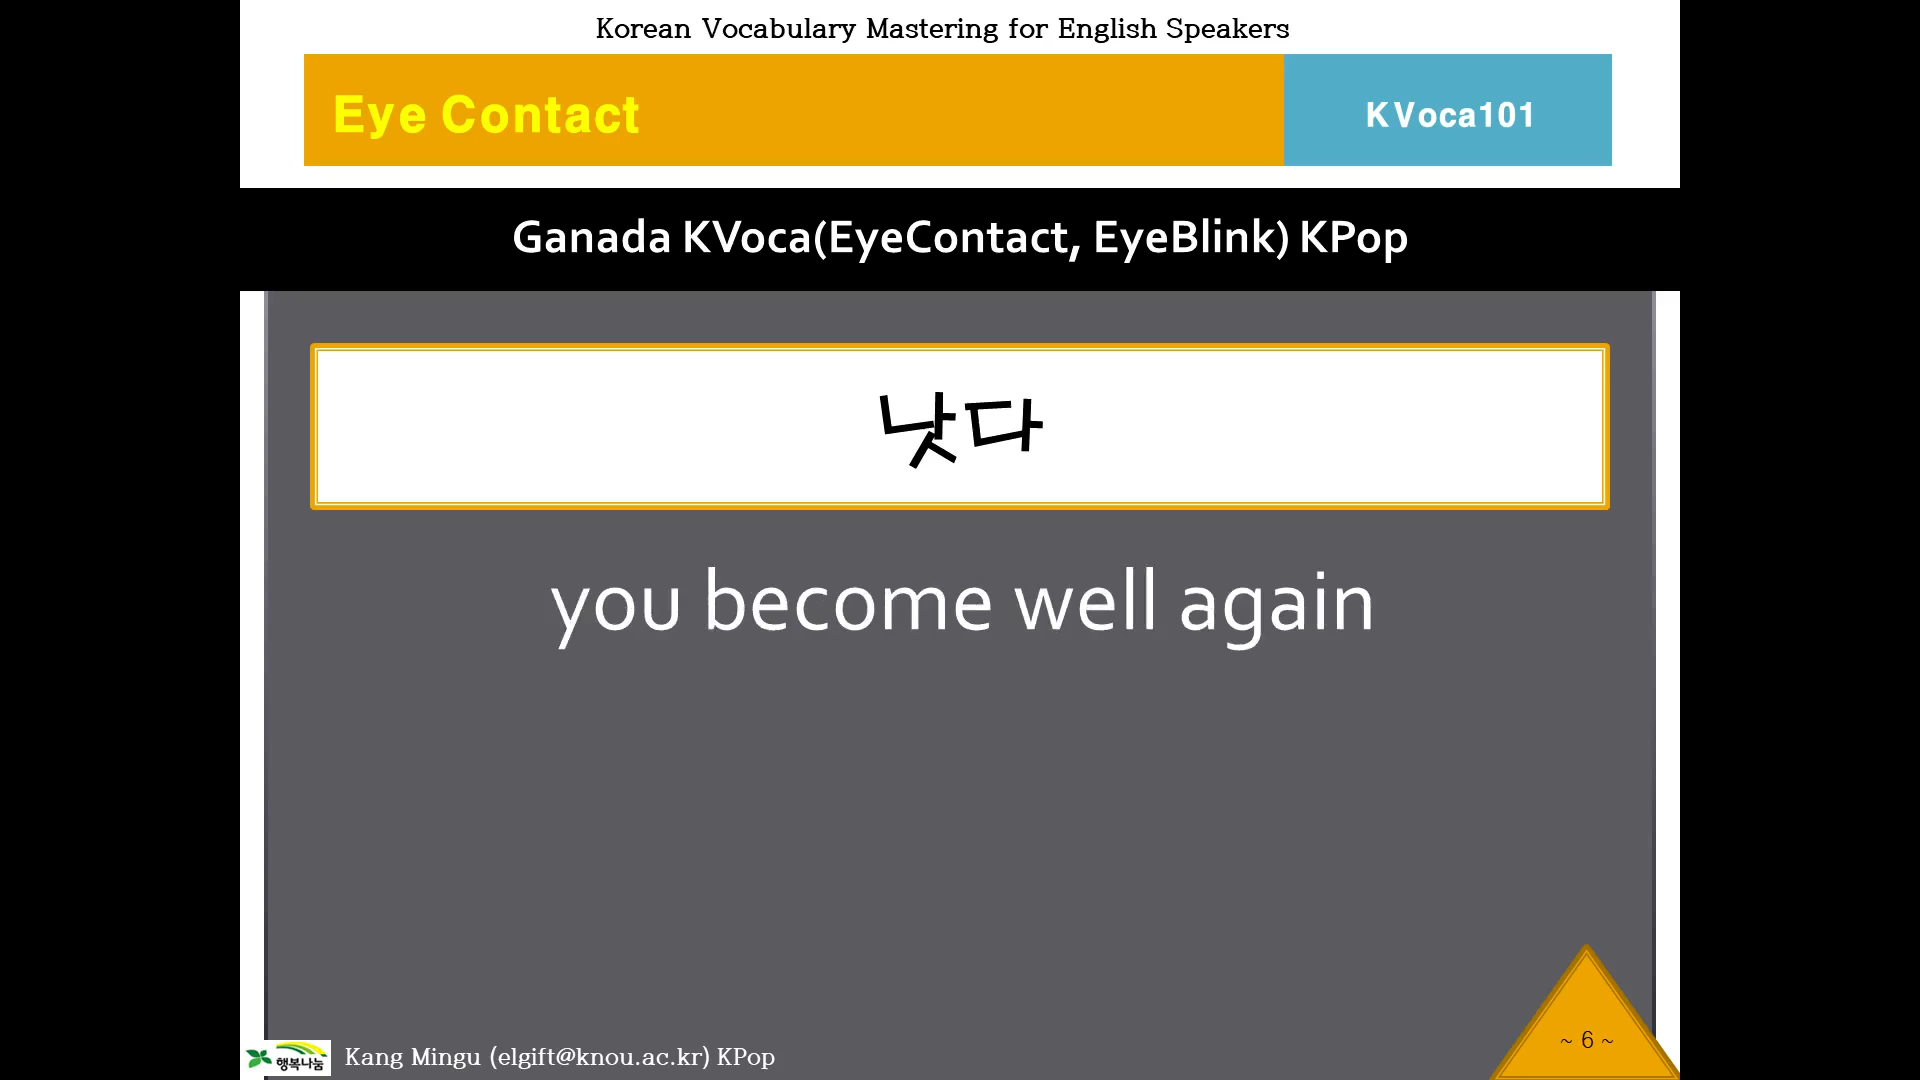 Korean Vocabulary Mastering for English Speakers
Eye Contact
KVoca101
Ganada KVoca(EyeContact, EyeBlink) KPop
낫다
you become well again
행복나눔
Kang Mingu (elgift@knou.ac.kr) KPop
~ 6 ~